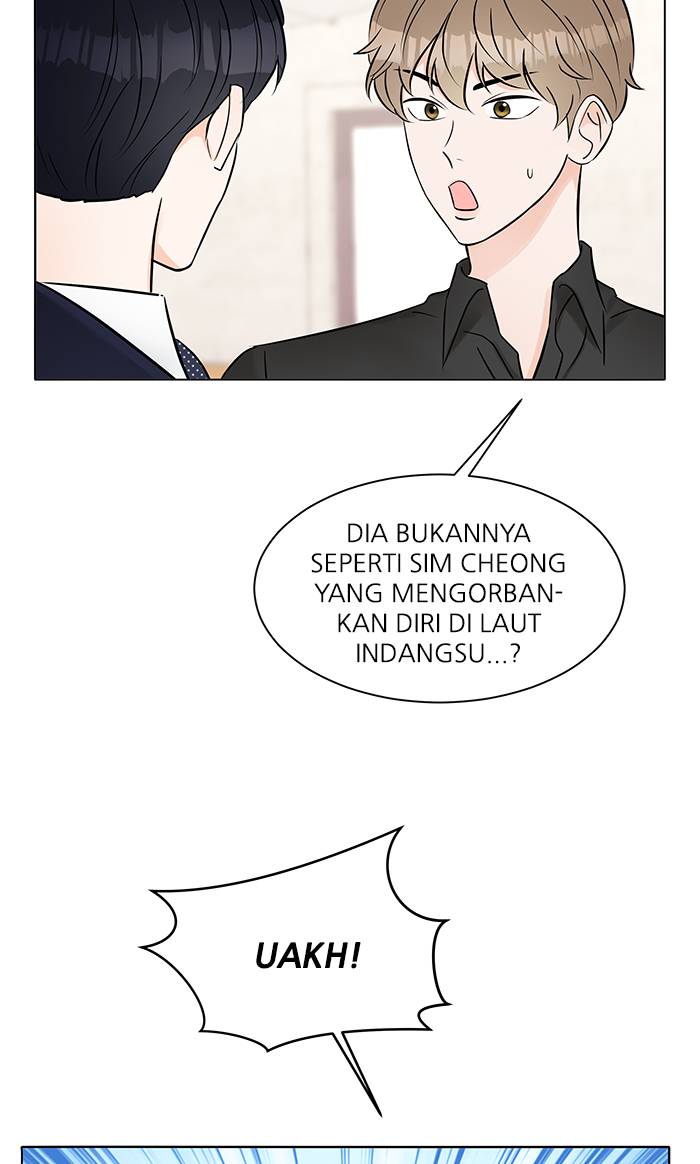 DIA BUKANNYA
SEPERTI SIM CHEONG
YANG MENGORBAN-
KAN DIRI DI LAUT
INDANGSU...?
UAKH!